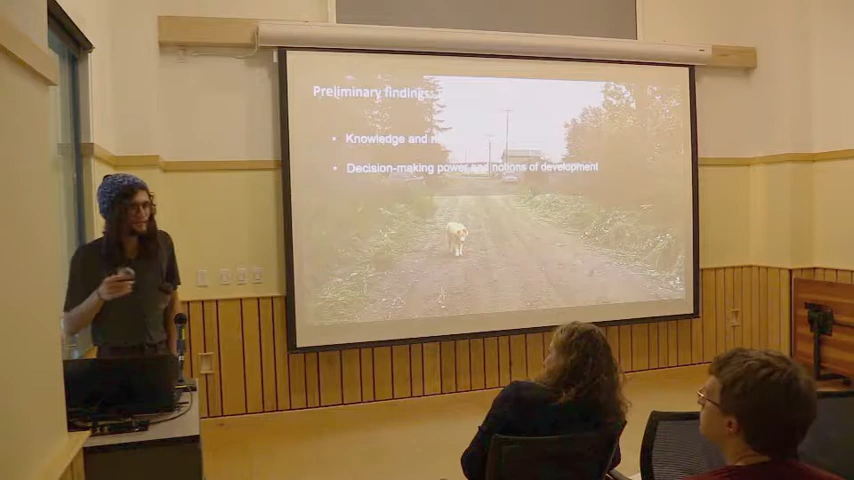 Preliminary findings:
• Knowledge and
• Decision-making power and notions of development